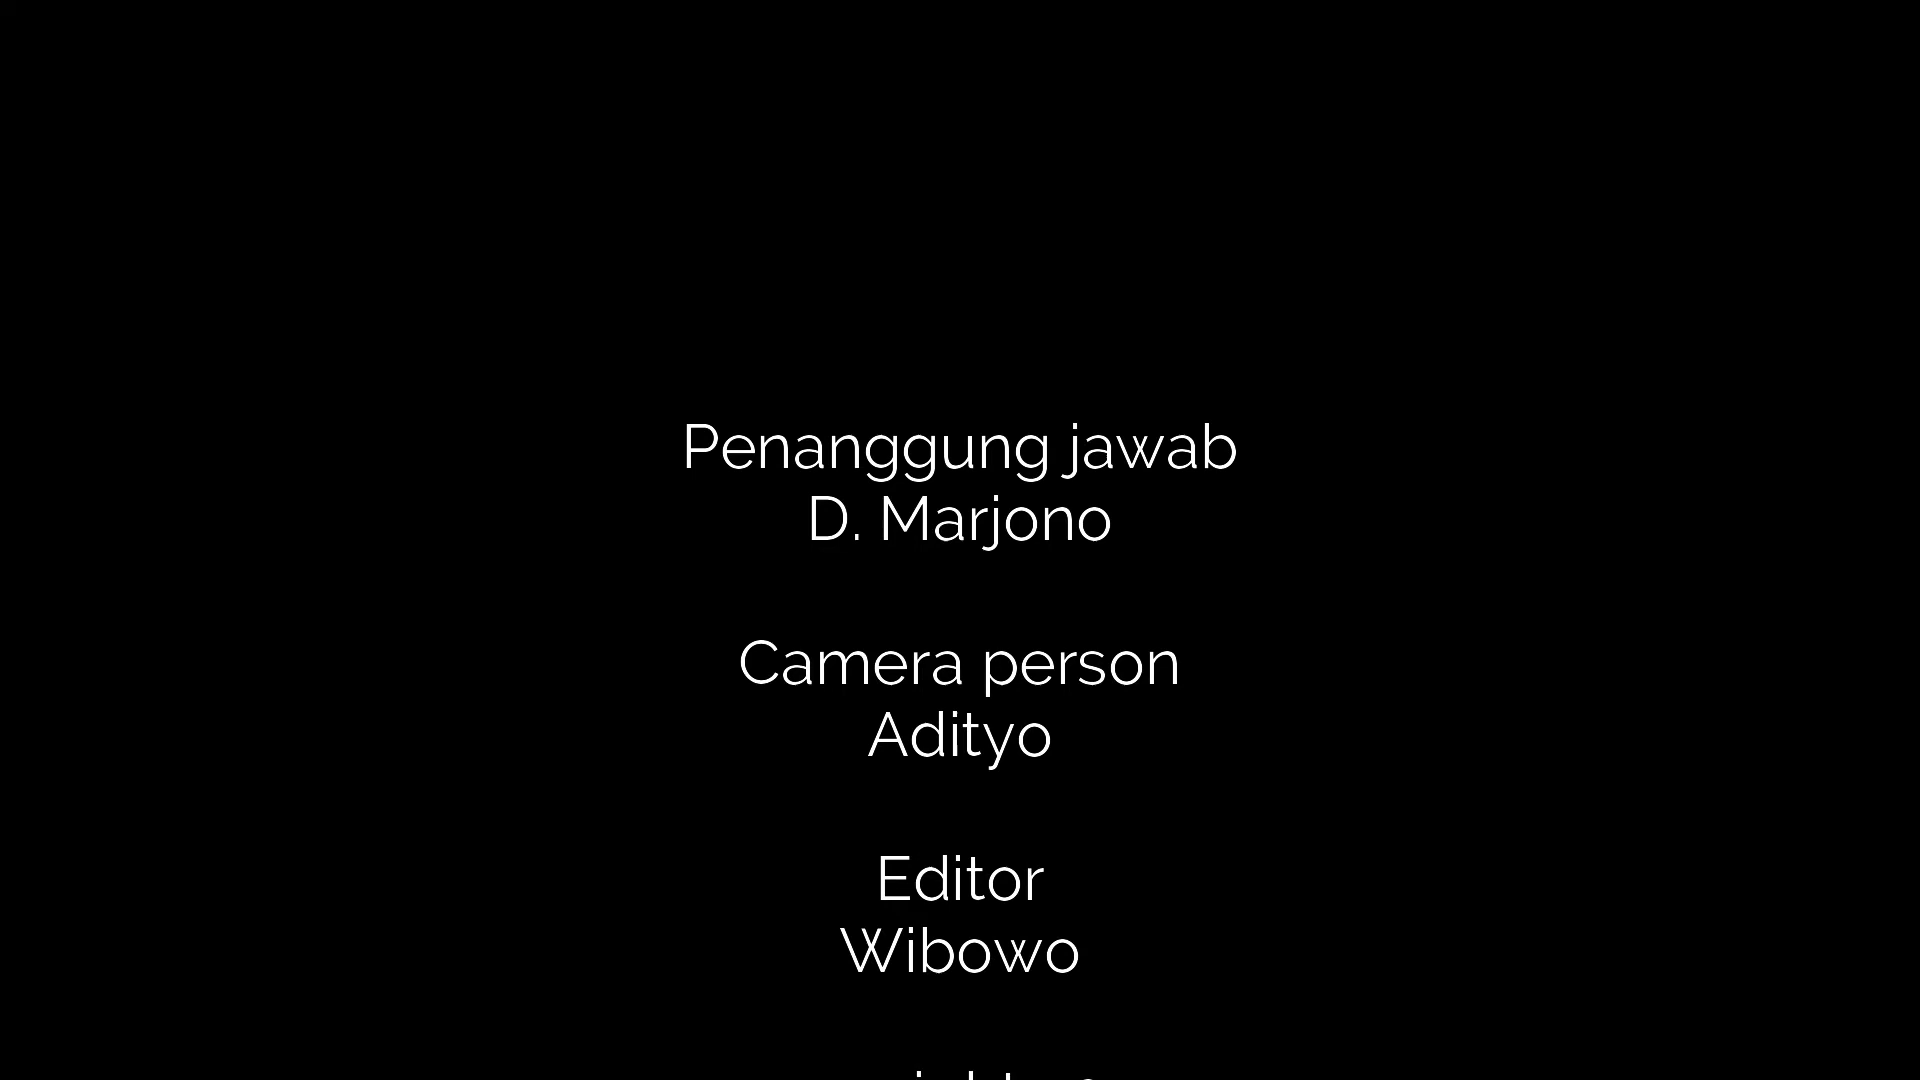 Penanggung jawab
D. Marjono
Camera person
Adityo
Editor
Wibowo